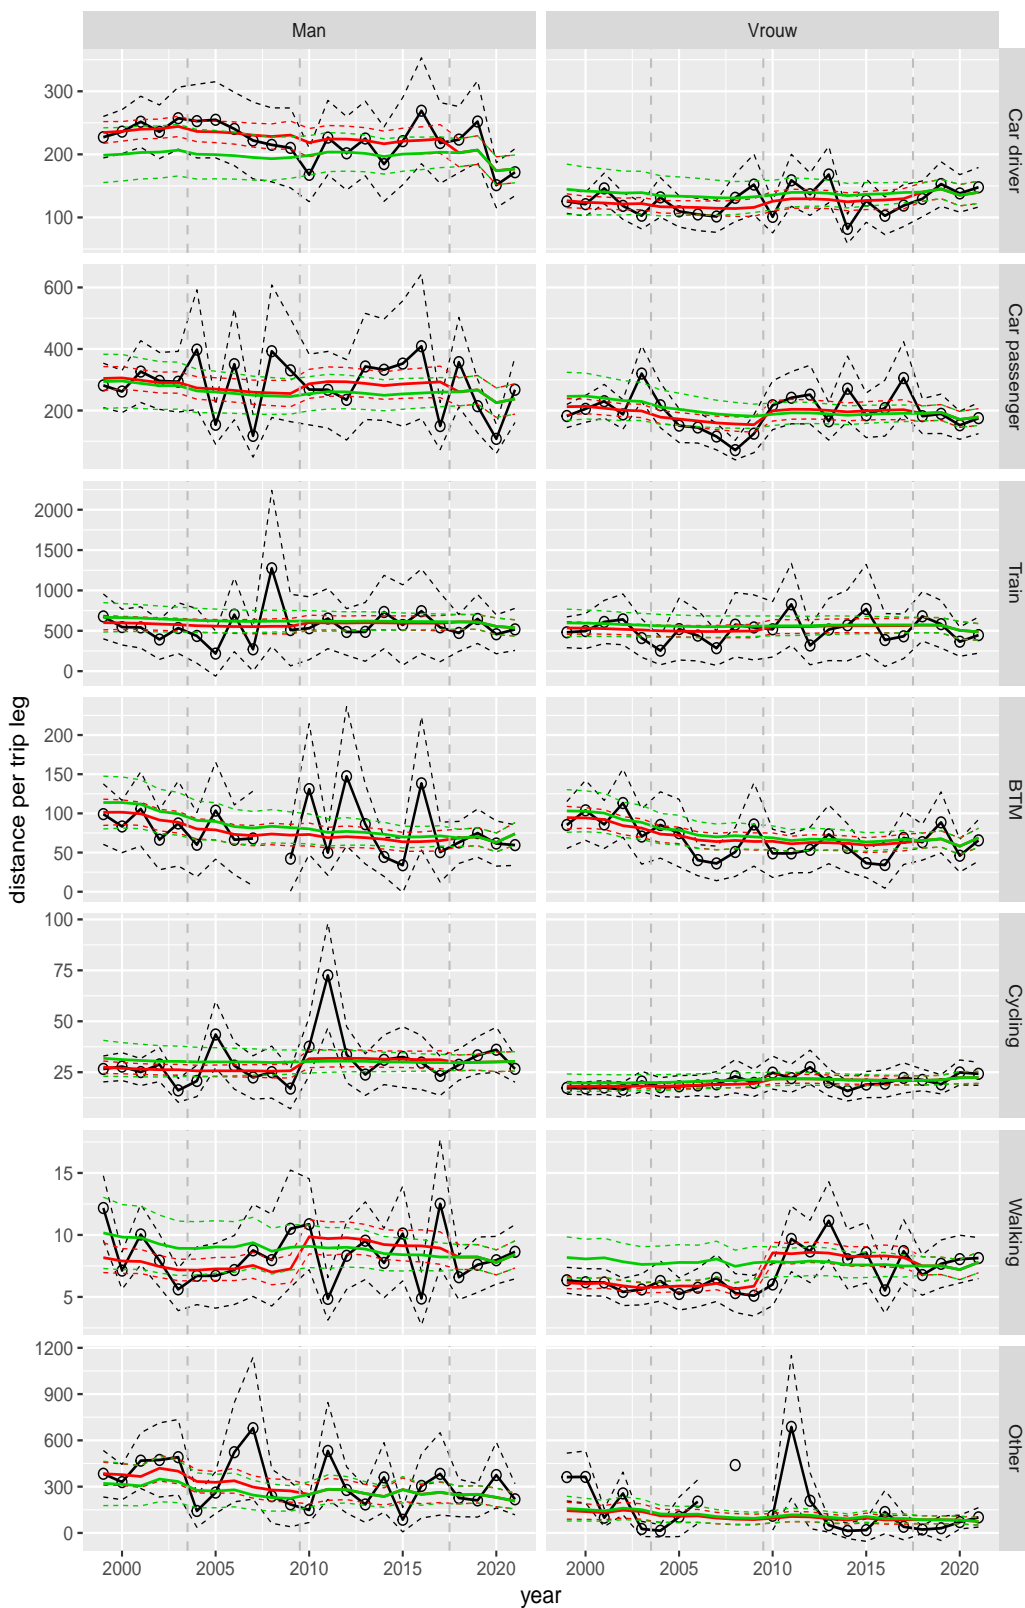 Man Vrouw
300
200
100
Car driver
600
400
200
Car passenger
2000
1500
1000
500
0
Train
200
150
100
50
0
BTM
100
75
50
25
Cycling
15
10
5
Walking
1200
900
600
300
0
Other
distance per trip leg
2000 2005 2010 2015 2020 2000 2005 2010 2015 2020
year